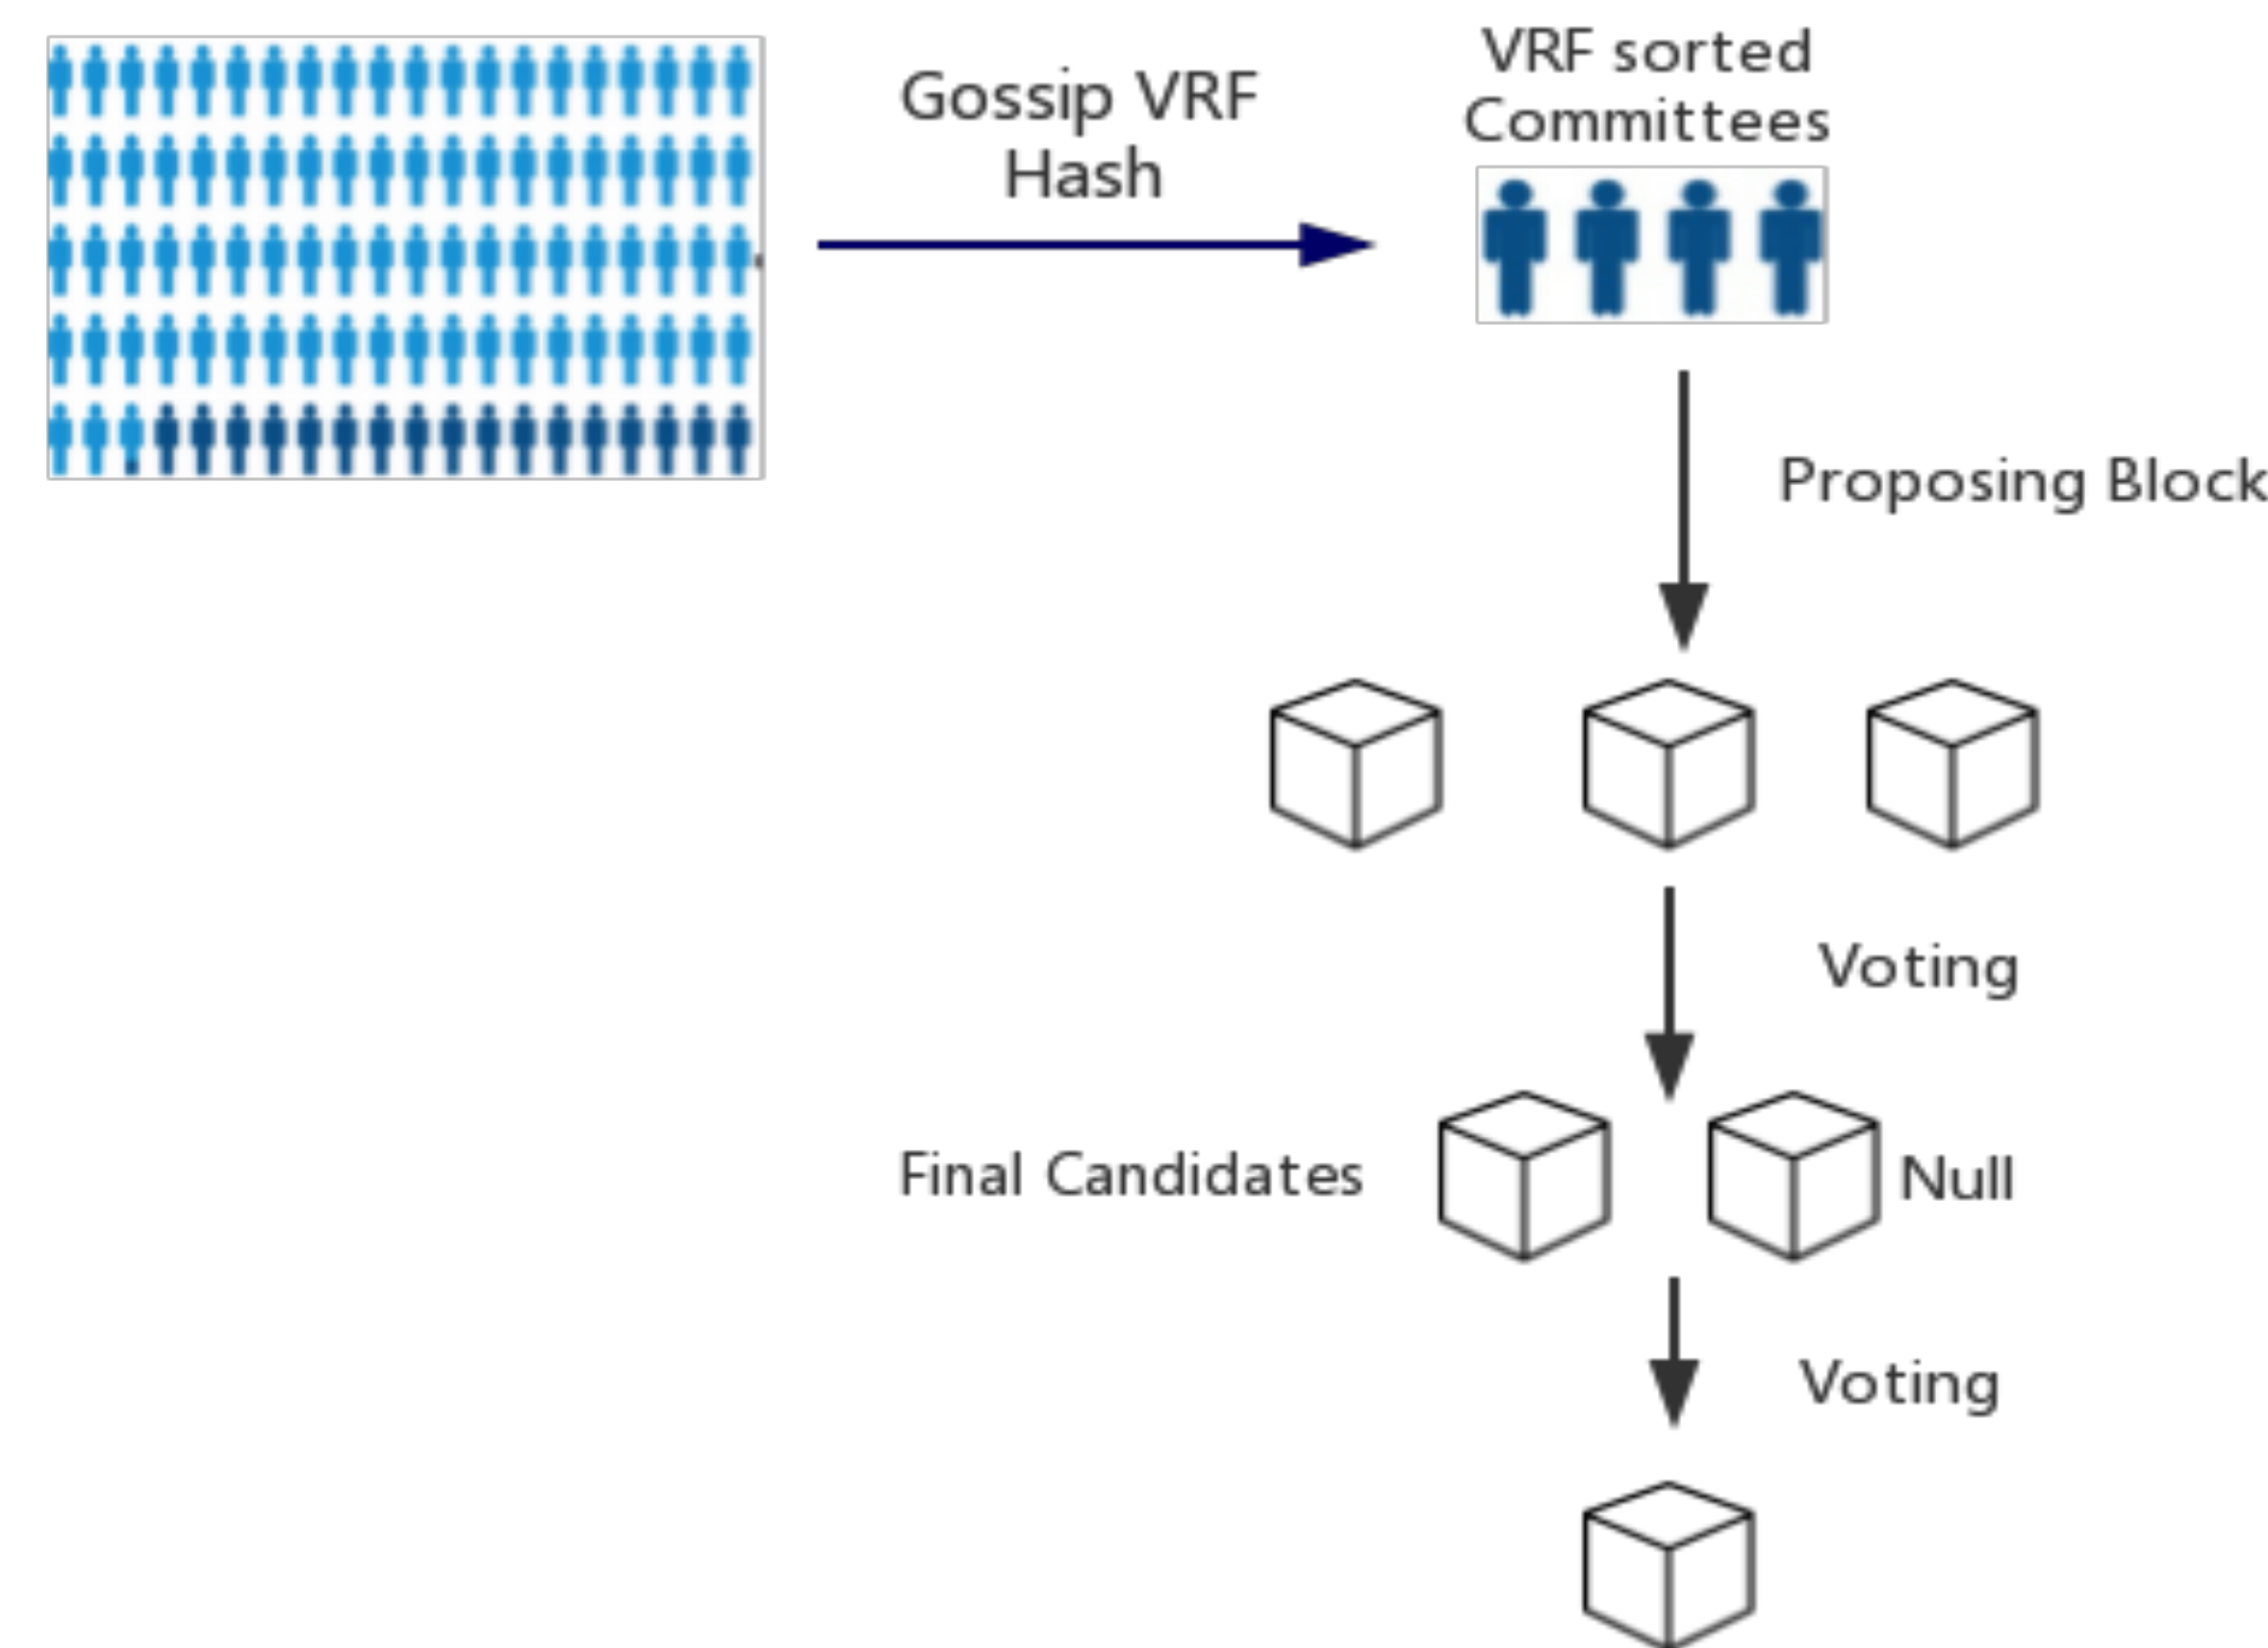 Gossip VRF
Hash
VRF sorted
Committees
Proposing Block
Voting
Final Candidates
Null
Voting